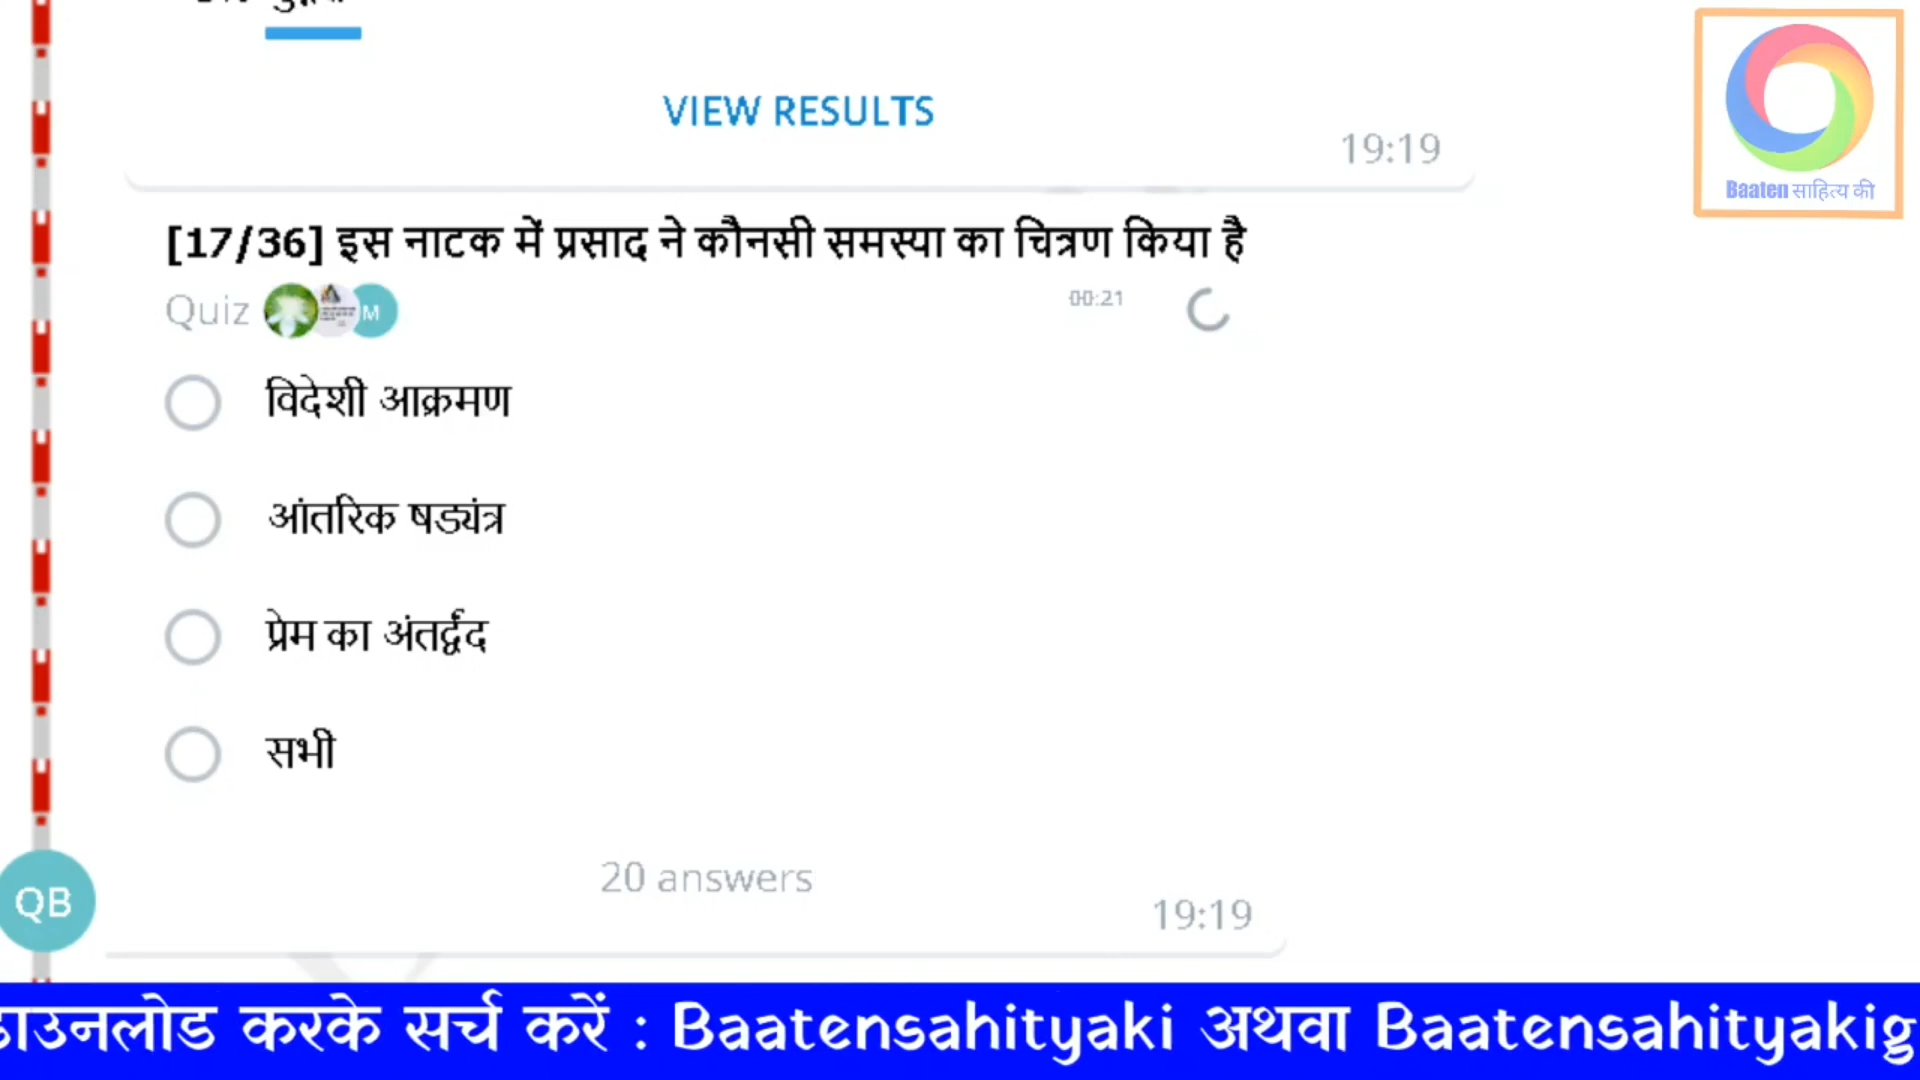 VIEW RESULTS
19:19
Baaten साहित्य की
[17/36] इस नाटक में प्रसाद ने कौनसी समस्या का चित्रण किया है
Quiz M 00:21
विदेशी आक्रमण
आंतरिक षड्यंत्र
प्रेम का अंतर्द्वंद
सभी
20 answers
QB
19:19
करके सर्च करें : Baatensahityaki अथवा